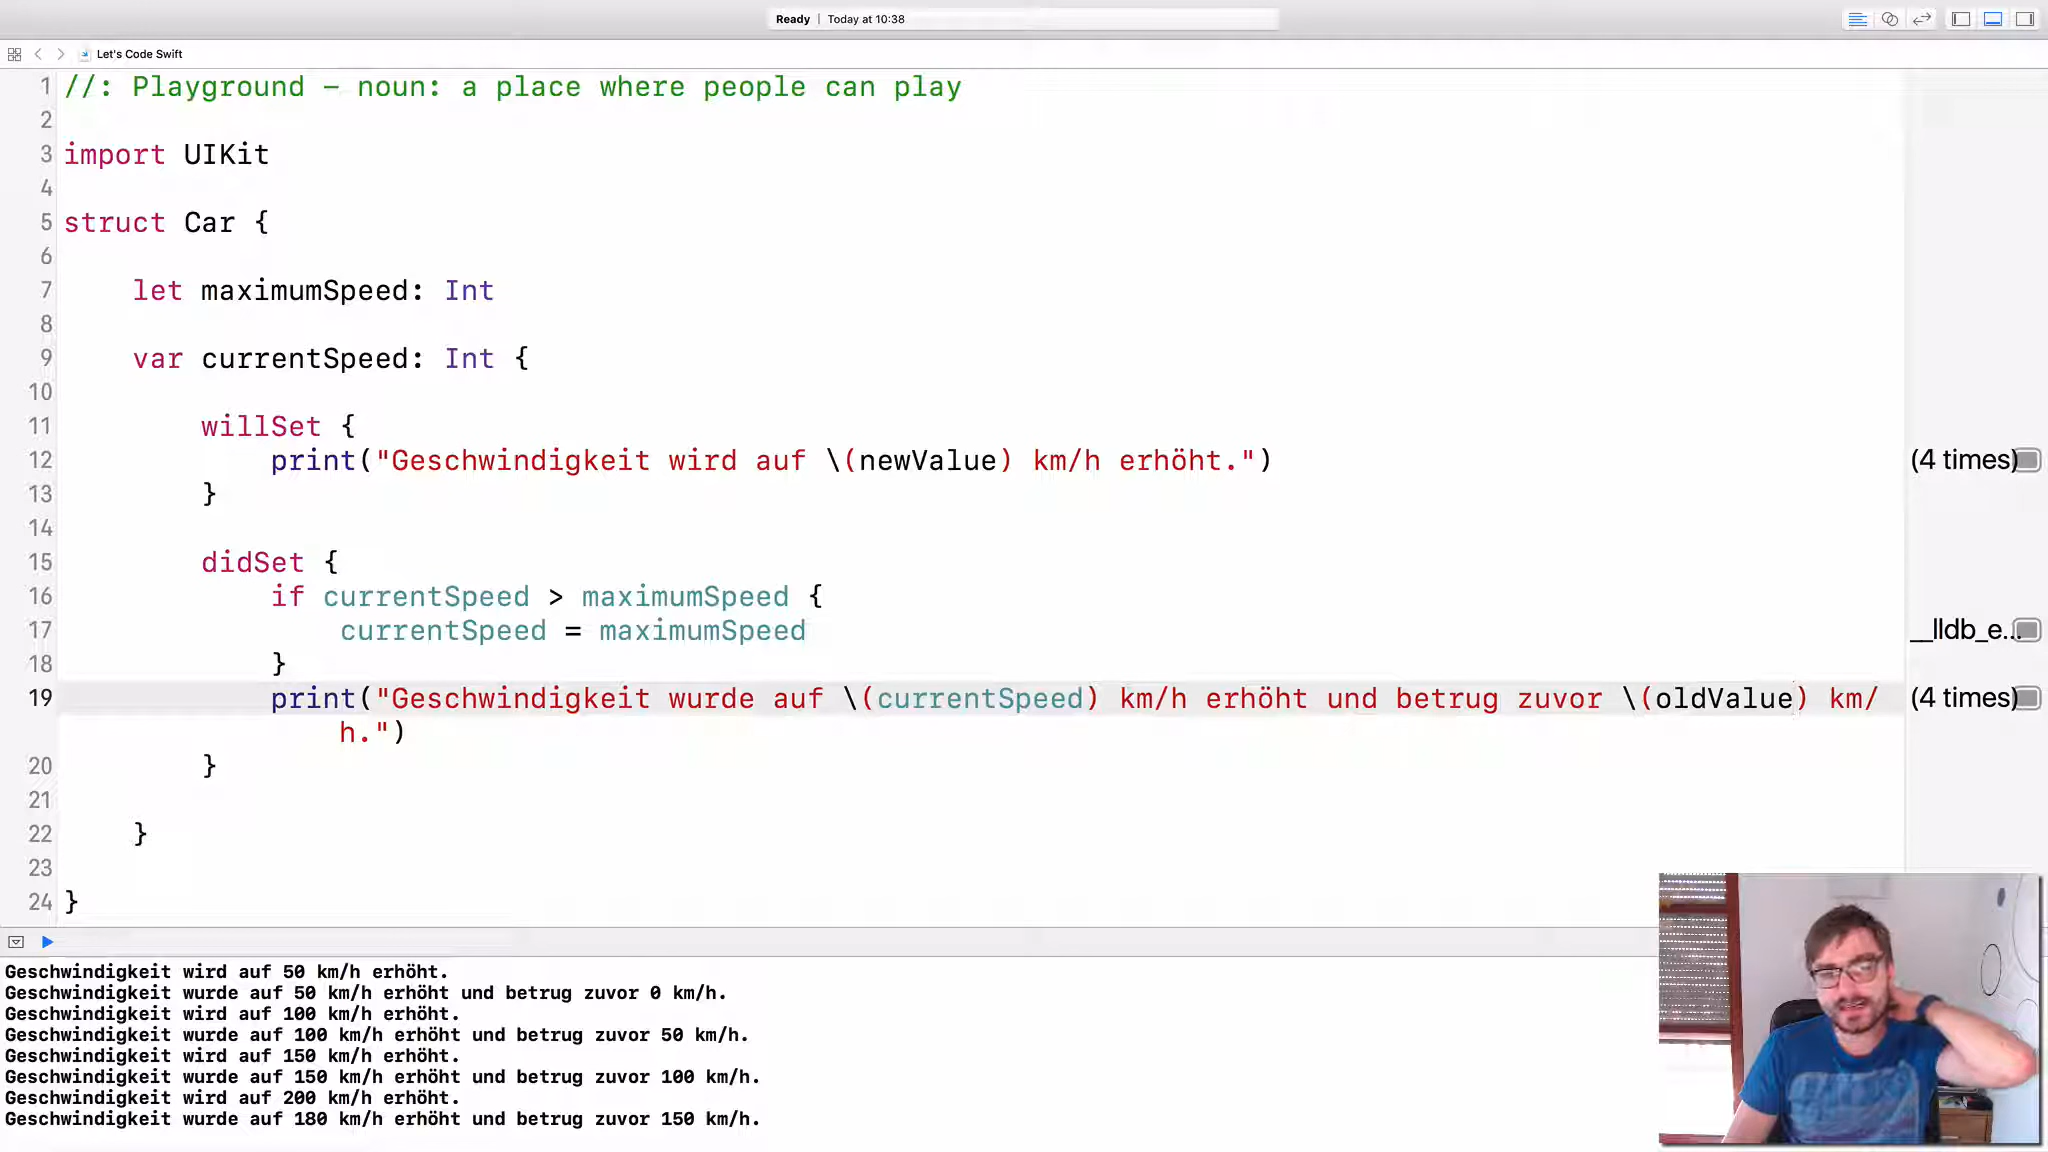 Ready | Today at 10:38
Let's Code Swift
1 //: Playground – noun: a place where people can play
2
3 import UIKit
4
5 struct Car {
6
7 let maximumSpeed: Int
8
9 var currentSpeed: Int {
10
11 willSet {
12 print("Geschwindigkeit wird auf \(newValue) km/h erhöht.") (4 times)
13 }
14
15 didSet {
16 if currentSpeed > maximumSpeed {
17 currentSpeed = maximumSpeed __lldb_e...
18 }
19 print("Geschwindigkeit wurde auf \(currentSpeed) km/h erhöht und betrug zuvor \(oldValue) km/ (4 times)
h.")
20 }
21
22 }
23
24 }
Geschwindigkeit wird auf 50 km/h erhöht.
Geschwindigkeit wurde auf 50 km/h erhöht und betrug zuvor 0 km/h.
Geschwindigkeit wird auf 100 km/h erhöht.
Geschwindigkeit wurde auf 100 km/h erhöht und betrug zuvor 50 km/h.
Geschwindigkeit wird auf 150 km/h erhöht.
Geschwindigkeit wurde auf 150 km/h erhöht und betrug zuvor 100 km/h.
Geschwindigkeit wird auf 200 km/h erhöht.
Geschwindigkeit wurde auf 180 km/h erhöht und betrug zuvor 150 km/h.